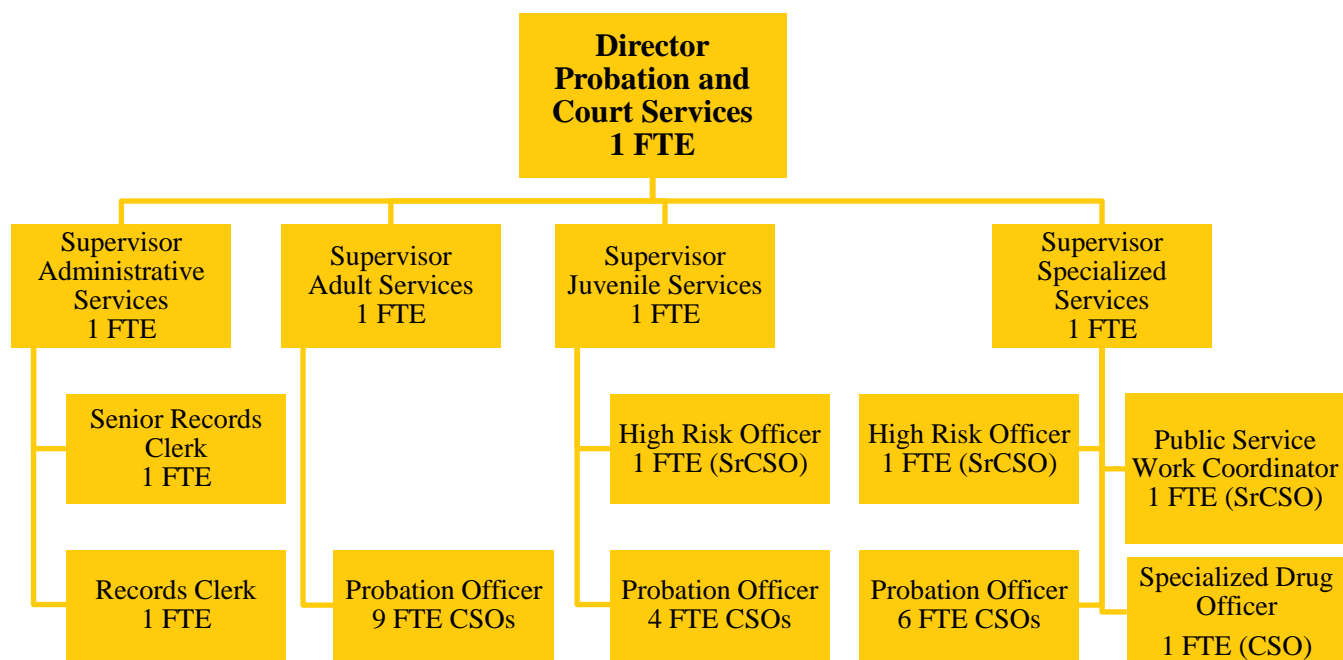 Director
Probation and
Court Services
1 FTE
Supervisor
Administrative
Services
1 FTE
Supervisor
Adult Services
1 FTE
Supervisor
Juvenile Services
1 FTE
Supervisor
Specialized
Services
1 FTE
Senior Records
Clerk
1 FTE
High Risk Officer
1 FTE (SrCSO)
High Risk Officer
1 FTE (SrCSO)
Public Service
Work Coordinator
1 FTE (SrCSO)
Records Clerk
1 FTE
Probation Officer
9 FTE CSOs
Probation Officer
4 FTE CSOs
Probation Officer
6 FTE CSOs
Specialized Drug
Officer
1 FTE (CSO)